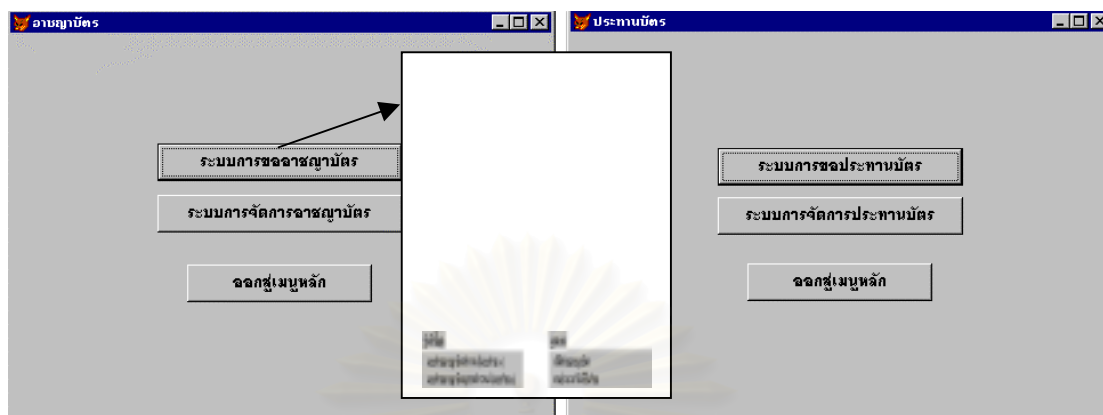 อาชญาบัตร
ระบบการขออาชญาบัตร
ระบบการจัดการอาชญาบัตร
ออกสู่เมนูหลัก
ประทานบัตร
ระบบการขอประทานบัตร
ระบบการจัดการประทานบัตร
ออกสู่เมนูหลัก